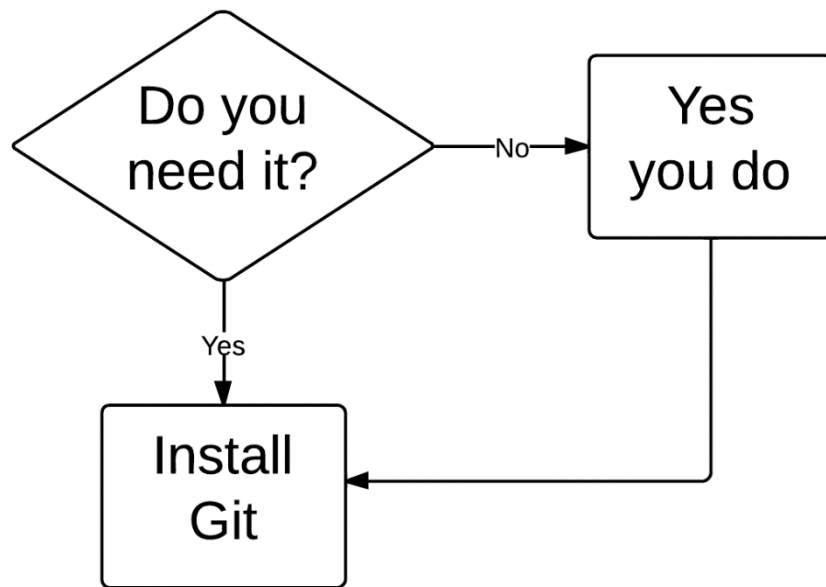 Do you
need it?
No
Yes
you do
Yes
Install
Git